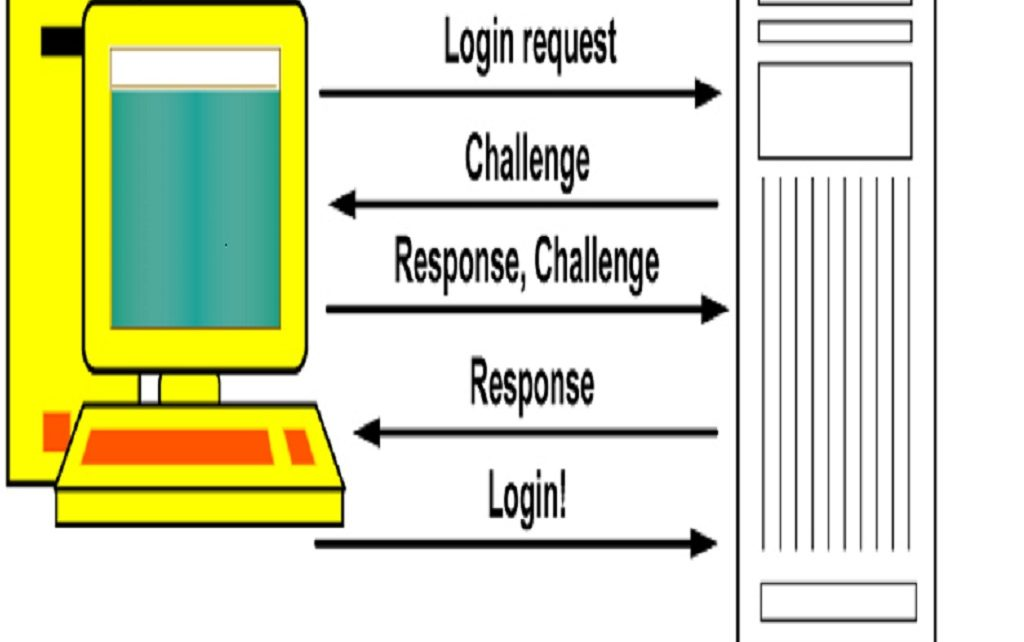 Login request
Challenge
Response, Challenge
Response
Login!